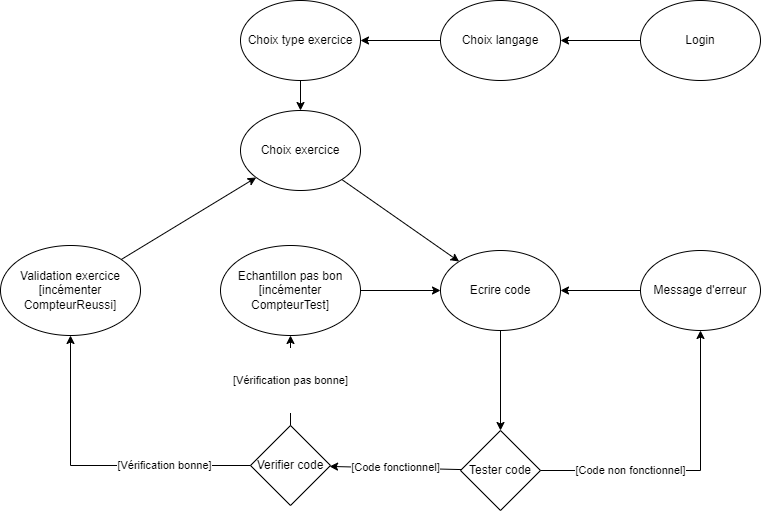 Choix type exercice
Choix langage
Login
Choix exercice
Validation exercice
[incémenter
CompteurReussi]
Echantillon pas bon
[incémenter
CompteurTest]
Ecrire code
Message d'erreur
[Vérification pas bonne]
[Vérification bonne]
Verifier code
[Code fonctionnel]
Tester code
[Code non fonctionnel]